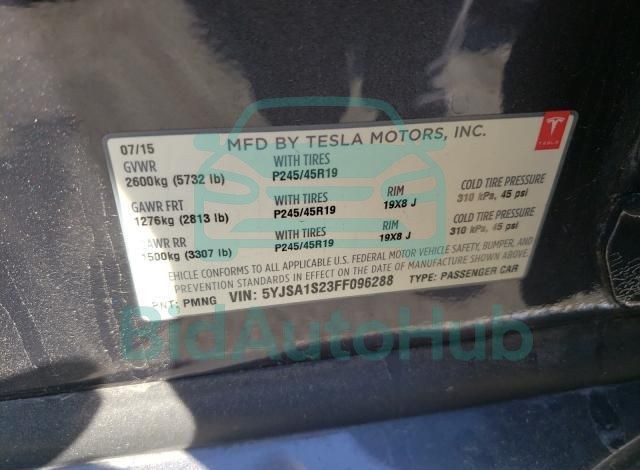 07/15 MFD BY TESLA MOTORS, INC. TESLA
GVWR WITH TIRES
2600kg (5732 lb) P245/45R19 COLD TIRE PRESSURE
GAWR FRT WITH TIRES RIM 310 kPa, 45 psi
1276kg (2813 lb) P245/45R19 19X8 J
GAWR RR WITH TIRES RIM COLD TIRE PRESSURE
1500kg (3307 lb) P245/45R19 19X8 J 310 kPa, 45 psi
VEHICLE CONFORMS TO ALL APPLICABLE U.S. FEDERAL MOTOR VEHICLE SAFETY, BUMPER, AND
THEFT PREVENTION STANDARDS IN EFFECT ON THE DATE OF MANUFACTURE SHOWN ABOVE.
PNT: PMNG VIN: 5YJSA1S23FF096288 TYPE: PASSENGER CAR
BidAutoHub